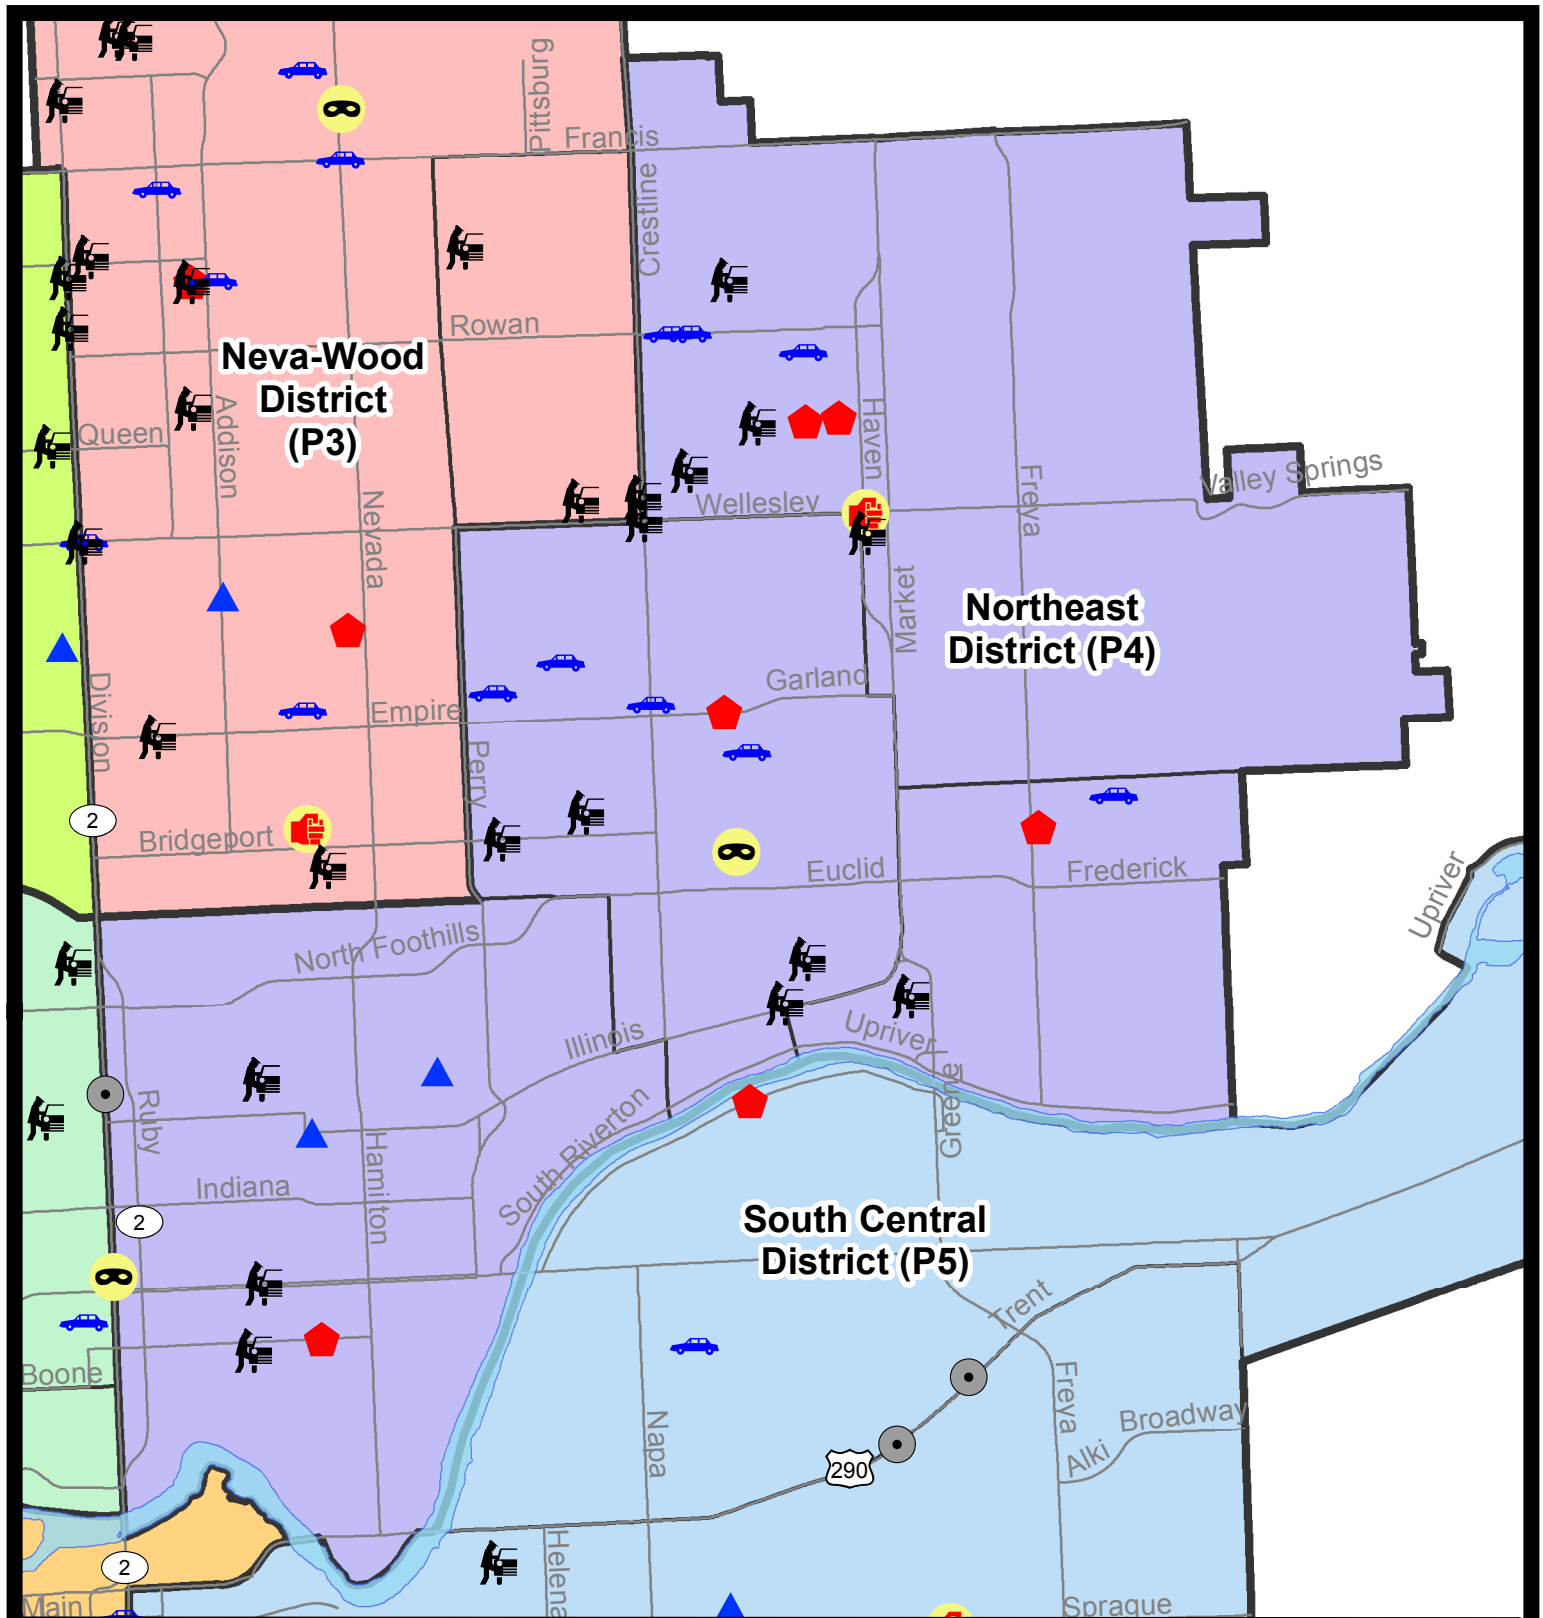 Pittsburg
Francis
Crestline
Rowan
Neva-Wood
District
(P3)
Addison
Queen
Haven
Nevada
Wellesley
Freya
Valley Springs
Market
Northeast
District (P4)
Division
Garland
Empire
Perry
2
Bridgeport
Euclid
Frederick
Upriver
North Foothills
Illinois
Upriver
Ruby
Greene
South Riverton
Hamilton
Indiana
2
South Central
District (P5)
Trent
Boone
Freya
Napa
Broadway
Alki
290
Helena
2
Main
Sprague